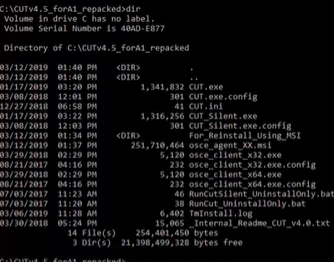 C:\CUTv4.5_forA1_repacked>dir
Volume in drive C has no label.
Volume Serial Number is 40AD-E877
Directory of C:\CUTv4.5_forA1_repacked
03/12/2019 01:40 PM <DIR> .
03/12/2019 01:40 PM <DIR> ..
01/17/2019 03:20 PM 1,341,832 CUT.exe
03/08/2018 12:01 PM 301 CUT.exe.config
12/27/2018 06:58 PM 41 CUT.ini
01/17/2019 03:22 PM 1,316,256 CUT_Silent.exe
03/08/2018 12:03 PM 301 CUT_Silent.exe.config
03/12/2019 01:34 PM <DIR> For_Reinstall_Using_MSI
03/12/2019 01:37 PM 251,710,464 osce_agent_XX.msi
03/29/2018 02:29 PM 5,120 osce_client_x32.exe
08/21/2017 04:16 PM 232 osce_client_x32.exe.config
03/29/2018 02:29 PM 5,120 osce_client_x64.exe
08/21/2017 04:16 PM 232 osce_client_x64.exe.config
07/03/2017 11:23 AM 46 RunCutSilent_UninstallOnly.bat
07/03/2017 11:20 AM 38 RunCut_UninstallOnly.bat
03/06/2019 11:28 AM 6,402 TmInstall.log
03/30/2018 05:24 PM 15,065 _Internal_Readme_CUT_v4.0.txt
14 File(s) 254,401,450 bytes
3 Dir(s) 21,398,499,328 bytes free
C:\CUTv4.5_forA1_repacked>